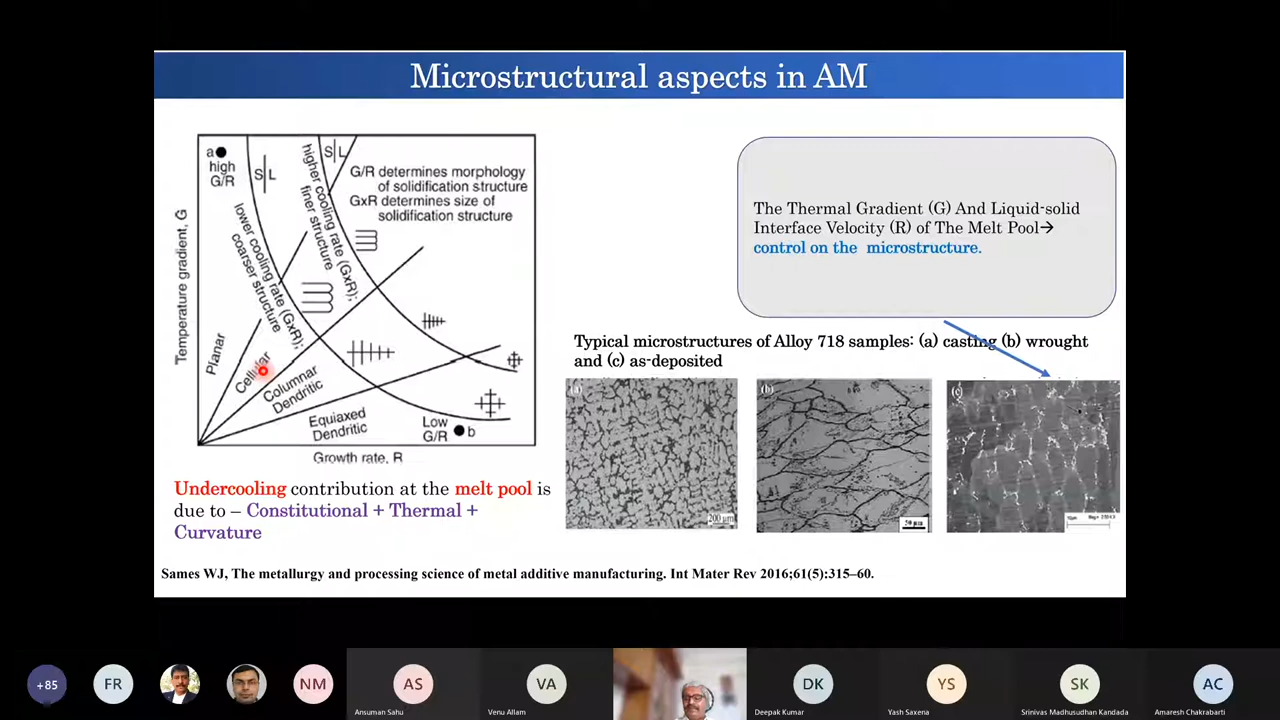 Microstructural aspects in AM
a
high
G/R
S/L
S/L
higher cooling rate (GxR);
finer structure
G/R determines morphology
of solidification structure
GxR determines size of
solidification structure
lower cooling rate (GxR);
coarser structure
Temperature gradient, G
Planar
Cellular
Columnar
Dendritic
Equiaxed
Dendritic
Low
G/R
b
Growth rate, R
Undercooling contribution at the melt pool is
due to – Constitutional + Thermal +
Curvature
The Thermal Gradient (G) And Liquid-solid
Interface Velocity (R) of The Melt Pool→
control on the microstructure.
Typical microstructures of Alloy 718 samples: (a) casting (b) wrought
and (c) as-deposited
(a)
200 µm
(b)
50 µm
(c)
Sames WJ, The metallurgy and processing science of metal additive manufacturing. Int Mater Rev 2016;61(5):315–60.
+85
FR
NM
AS
Ansuman Sahu
VA
Venu Allam
DK
Deepak Kumar
YS
Yash Saxena
SK
Srinivas Madhusudhan Kandada
AC
Amaresh Chakrabarti